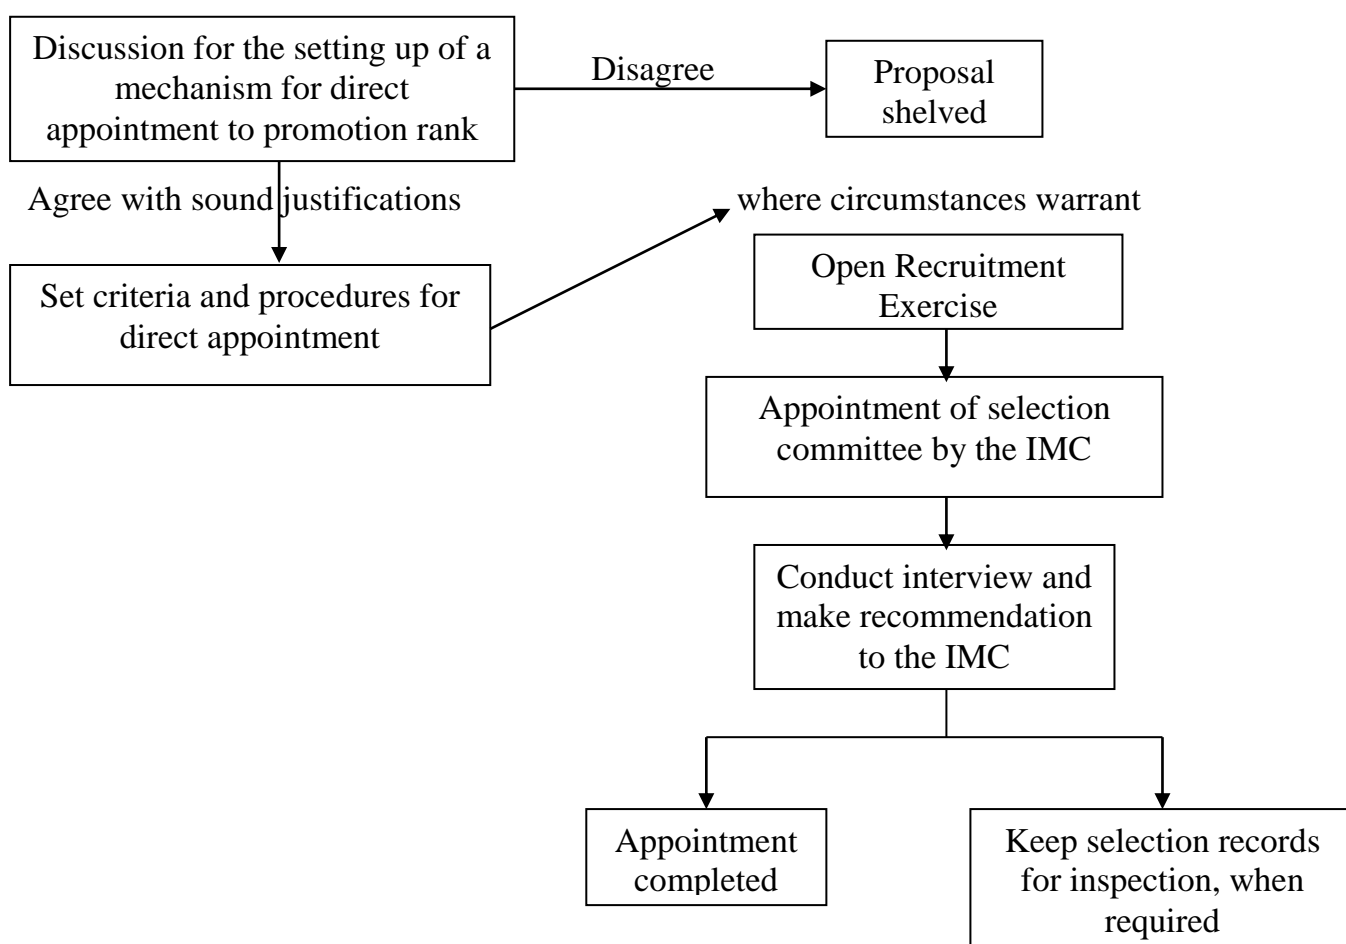 Discussion for the setting up of a
mechanism for direct
appointment to promotion rank
Disagree
Proposal
shelved
Agree with sound justifications
where circumstances warrant
Set criteria and procedures for
direct appointment
Open Recruitment
Exercise
Appointment of selection
committee by the IMC
Conduct interview and
make recommendation
to the IMC
Appointment
completed
Keep selection records
for inspection, when
required